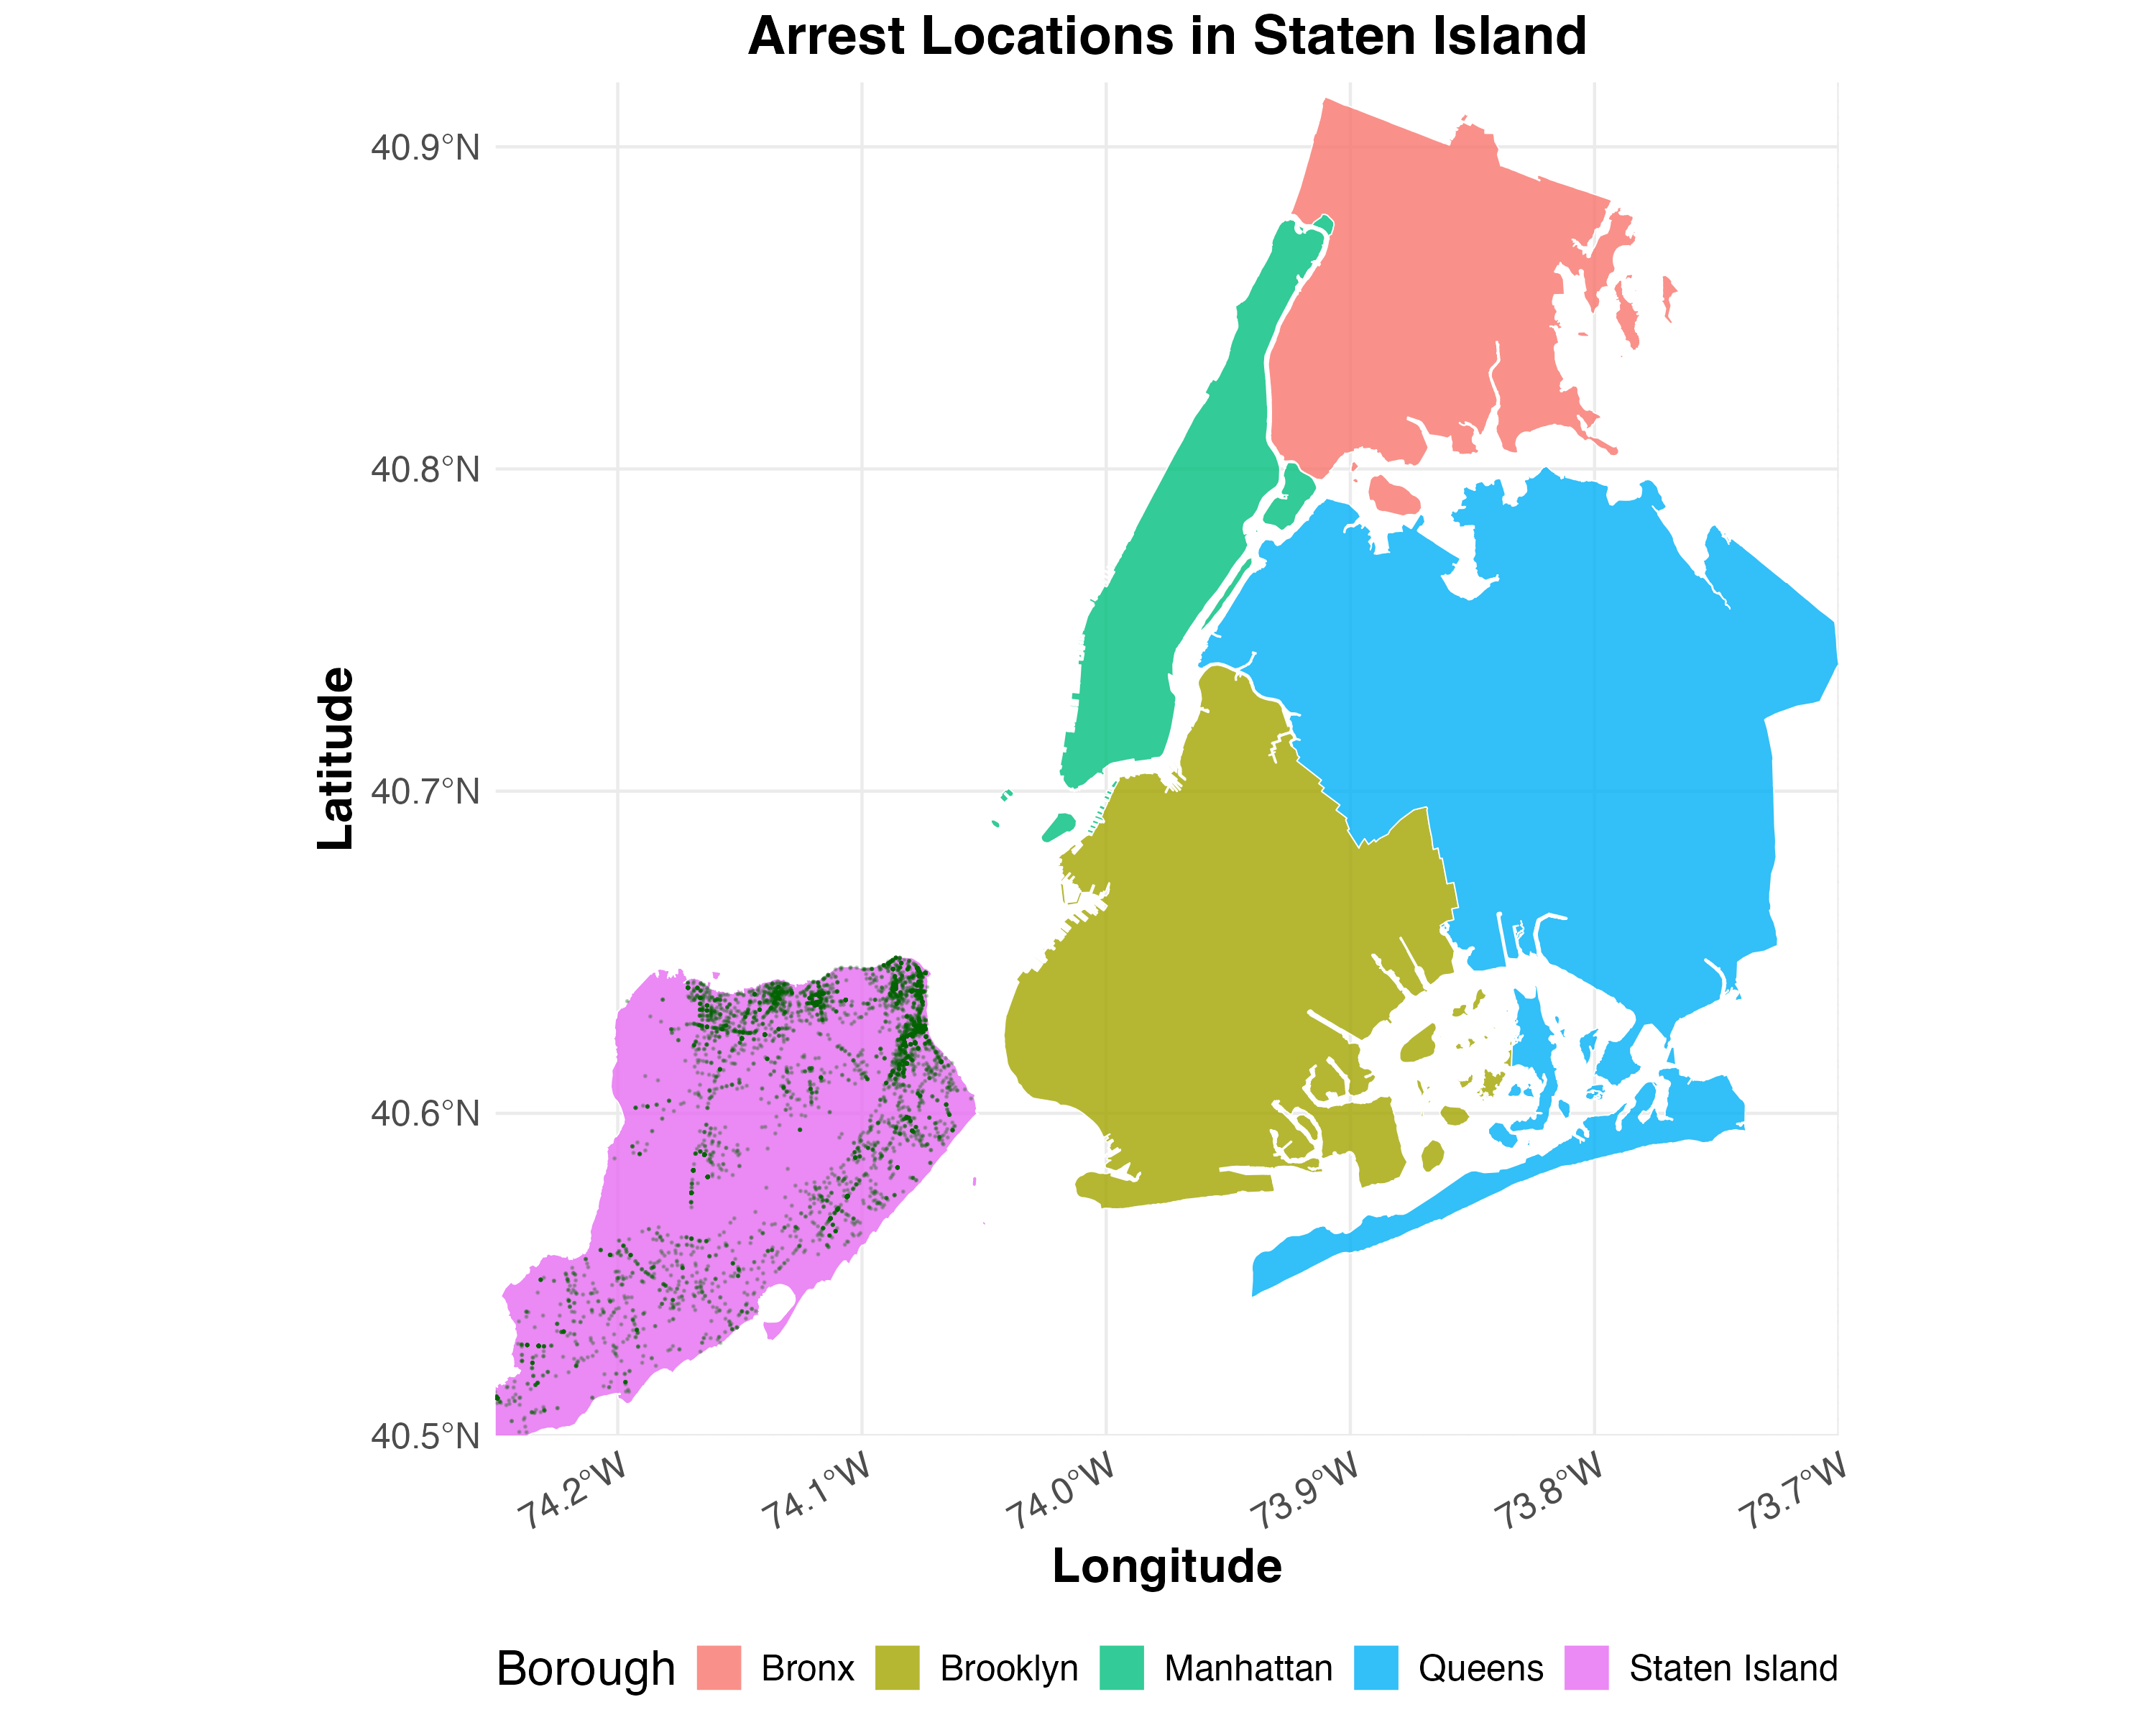 Arrest Locations in Staten Island
40.9°N
40.8°N
40.7°N
40.6°N
40.5°N
Latitude
74.2°W
74.1°W
74.0°W
73.9°W
73.8°W
73.7°W
Longitude
Borough Bronx Brooklyn Manhattan Queens Staten Island